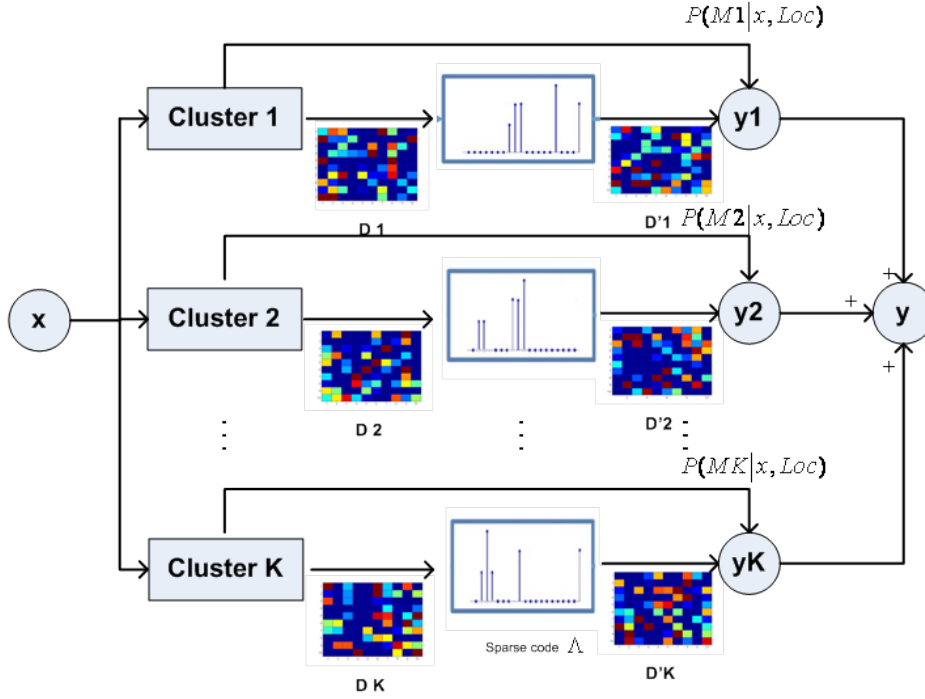 P(M1|x, Loc)
Cluster 1
y1
D 1
D'1
P(M2|x, Loc)
x
Cluster 2
y2
+
+
+
y
D 2
D'2
P(MK|x, Loc)
Cluster K
yK
Sparse code Λ
D K
D'K